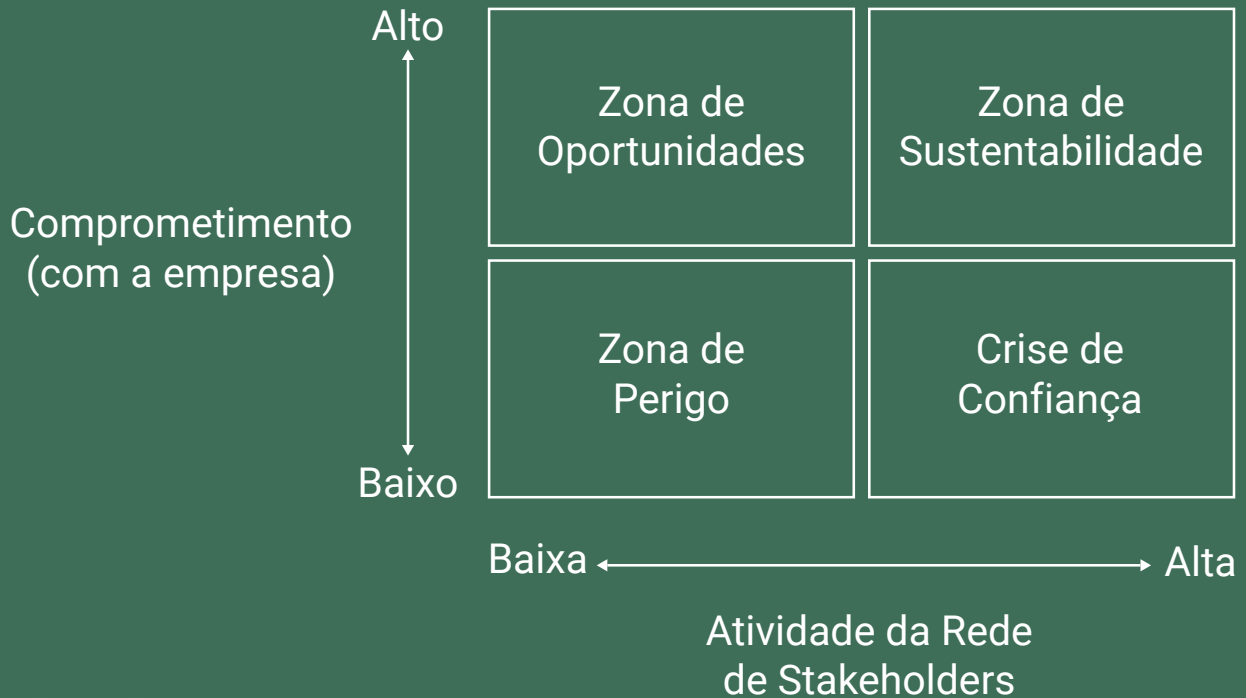 Alto
Zona de
Oportunidades
Zona de
Sustentabilidade
Comprometimento
(com a empresa)
Zona de
Perigo
Crise de
Confiança
Baixo
Baixa
Alta
Atividade da Rede
de Stakeholders